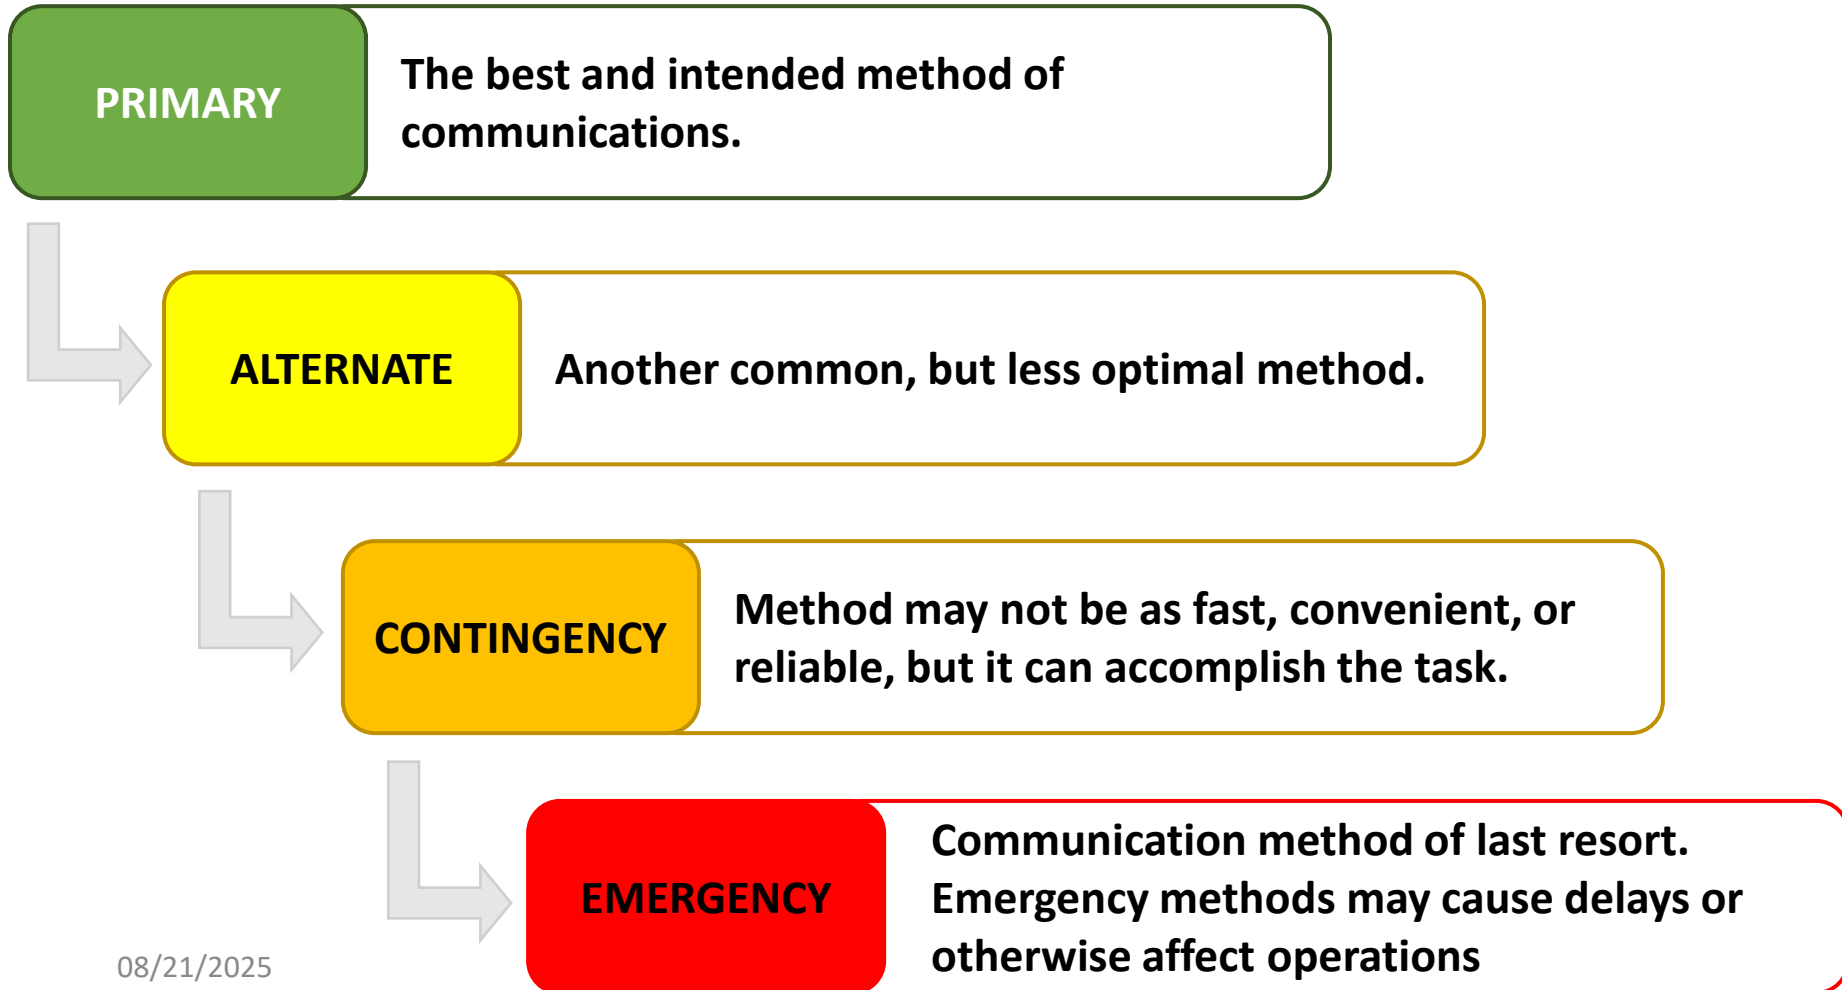 PRIMARY
The best and intended method of
communications.
ALTERNATE
Another common, but less optimal method.
CONTINGENCY
Method may not be as fast, convenient, or
reliable, but it can accomplish the task.
EMERGENCY
Communication method of last resort.
Emergency methods may cause delays or
otherwise affect operations
08/21/2025